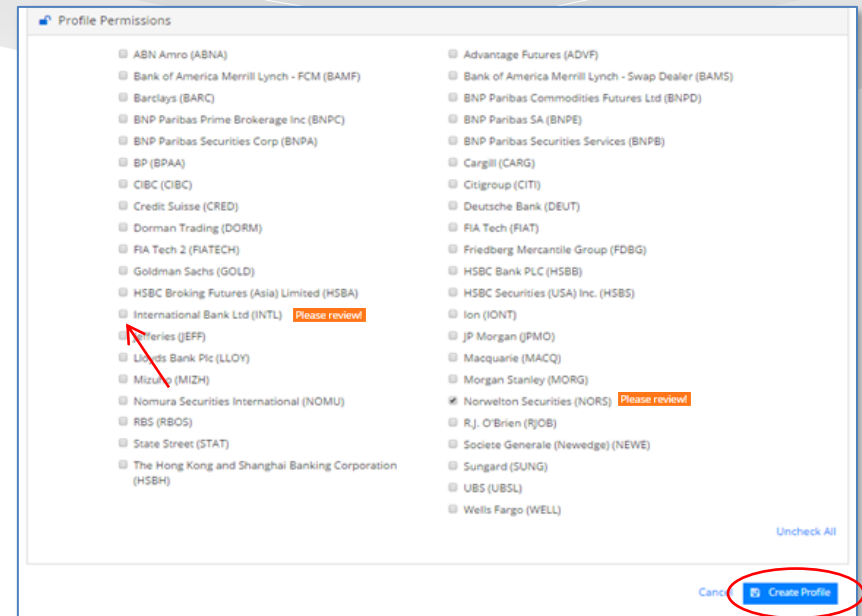 Profile Permissions
ABN Amro (ABNA)
Advantage Futures (ADVF)
Bank of America Merrill Lynch - FCM (BAMF)
Bank of America Merrill Lynch - Swap Dealer (BAMS)
Barclays (BARC)
BNP Paribas Commodities Futures Ltd (BNPD)
BNP Paribas Prime Brokerage Inc (BNPC)
BNP Paribas SA (BNPE)
BNP Paribas Securities Corp (BNPA)
BNP Paribas Securities Services (BNPB)
BP (BPAA)
Cargill (CARG)
CIBC (CIBC)
Citigroup (CITI)
Credit Suisse (CRED)
Deutsche Bank (DEUT)
Dorman Trading (DORM)
FIA Tech (FIAT)
FIA Tech 2 (FIATECH)
Friedberg Mercantile Group (FDBG)
Goldman Sachs (GOLD)
HSBC Bank PLC (HSBB)
HSBC Broking Futures (Asia) Limited (HSBA)
HSBC Securities (USA) Inc. (HSBS)
International Bank Ltd (INTL) Please review!
Ion (IONT)
Jefferies (JEFF)
JP Morgan (JPMO)
Lloyds Bank Plc (LLOY)
Macquarie (MACQ)
Mizuho (MIZH)
Morgan Stanley (MORG)
Nomura Securities International (NOMU)
Norwelton Securities (NORS) Please review!
RBS (RBOS)
R.J. O'Brien (RJOB)
State Street (STAT)
Societe Generale (Newedge) (NEWE)
The Hong Kong and Shanghai Banking Corporation
(HSBH)
Sungard (SUNG)
UBS (UBSL)
Wells Fargo (WELL)
Uncheck All
Cancel Create Profile